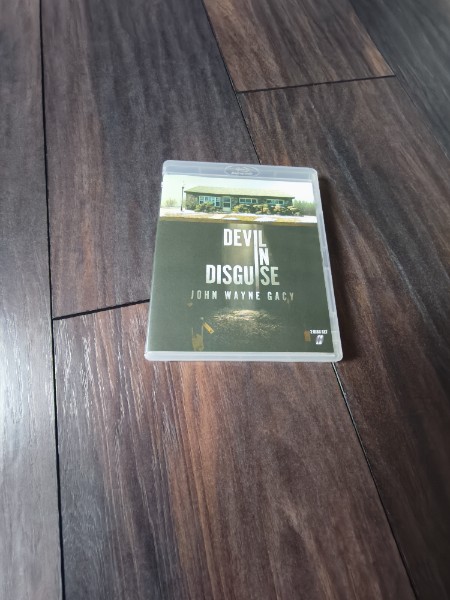 DEVIL
IN
DISGUISE
JOHN WAYNE GACY